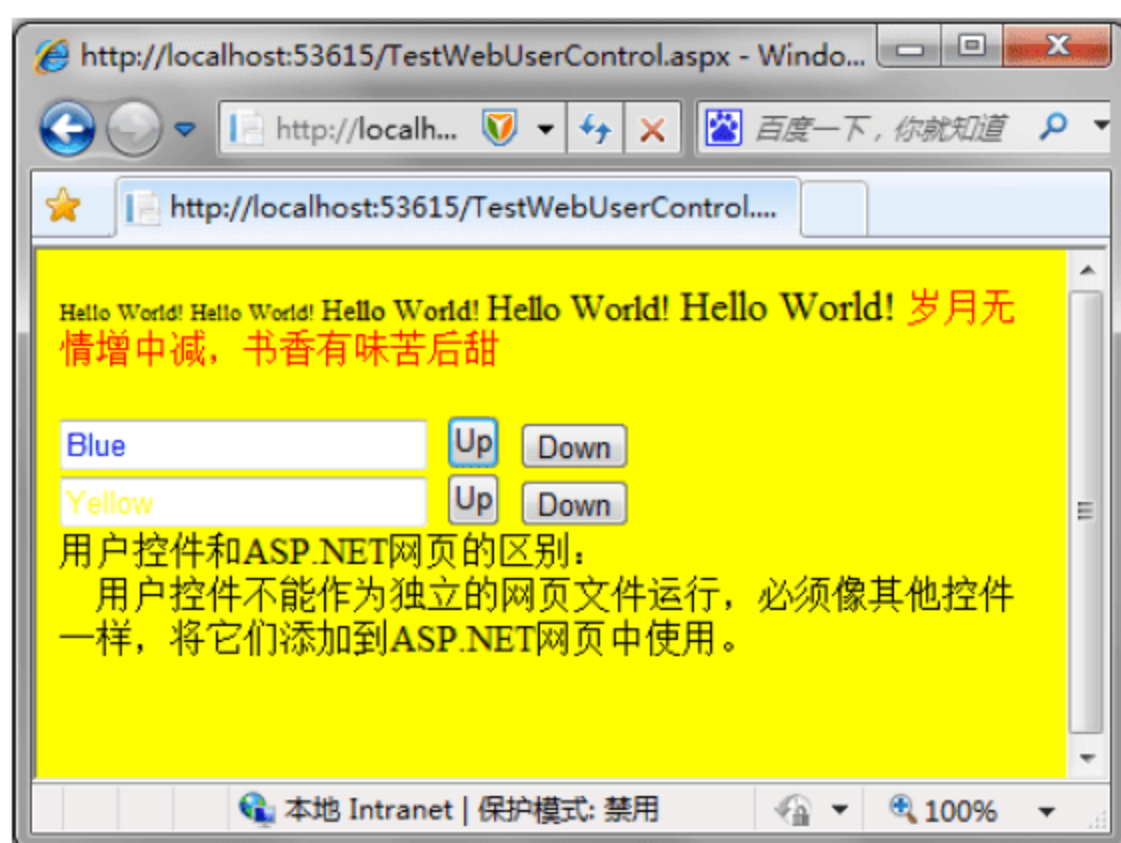 http://localhost:53615/TestWebUserControl.aspx - Windo...
http://localh... 百度一下，你就知道
http://localhost:53615/TestWebUserControl....
Hello World! Hello World! Hello World! Hello World! Hello World! 岁月无
情增中减，书香有味苦后甜
Blue Up Down
Yellow Up Down
用户控件和ASP.NET网页的区别：
用户控件不能作为独立的网页文件运行，必须像其他控件
一样，将它们添加到ASP.NET网页中使用。
本地 Intranet | 保护模式: 禁用 100%